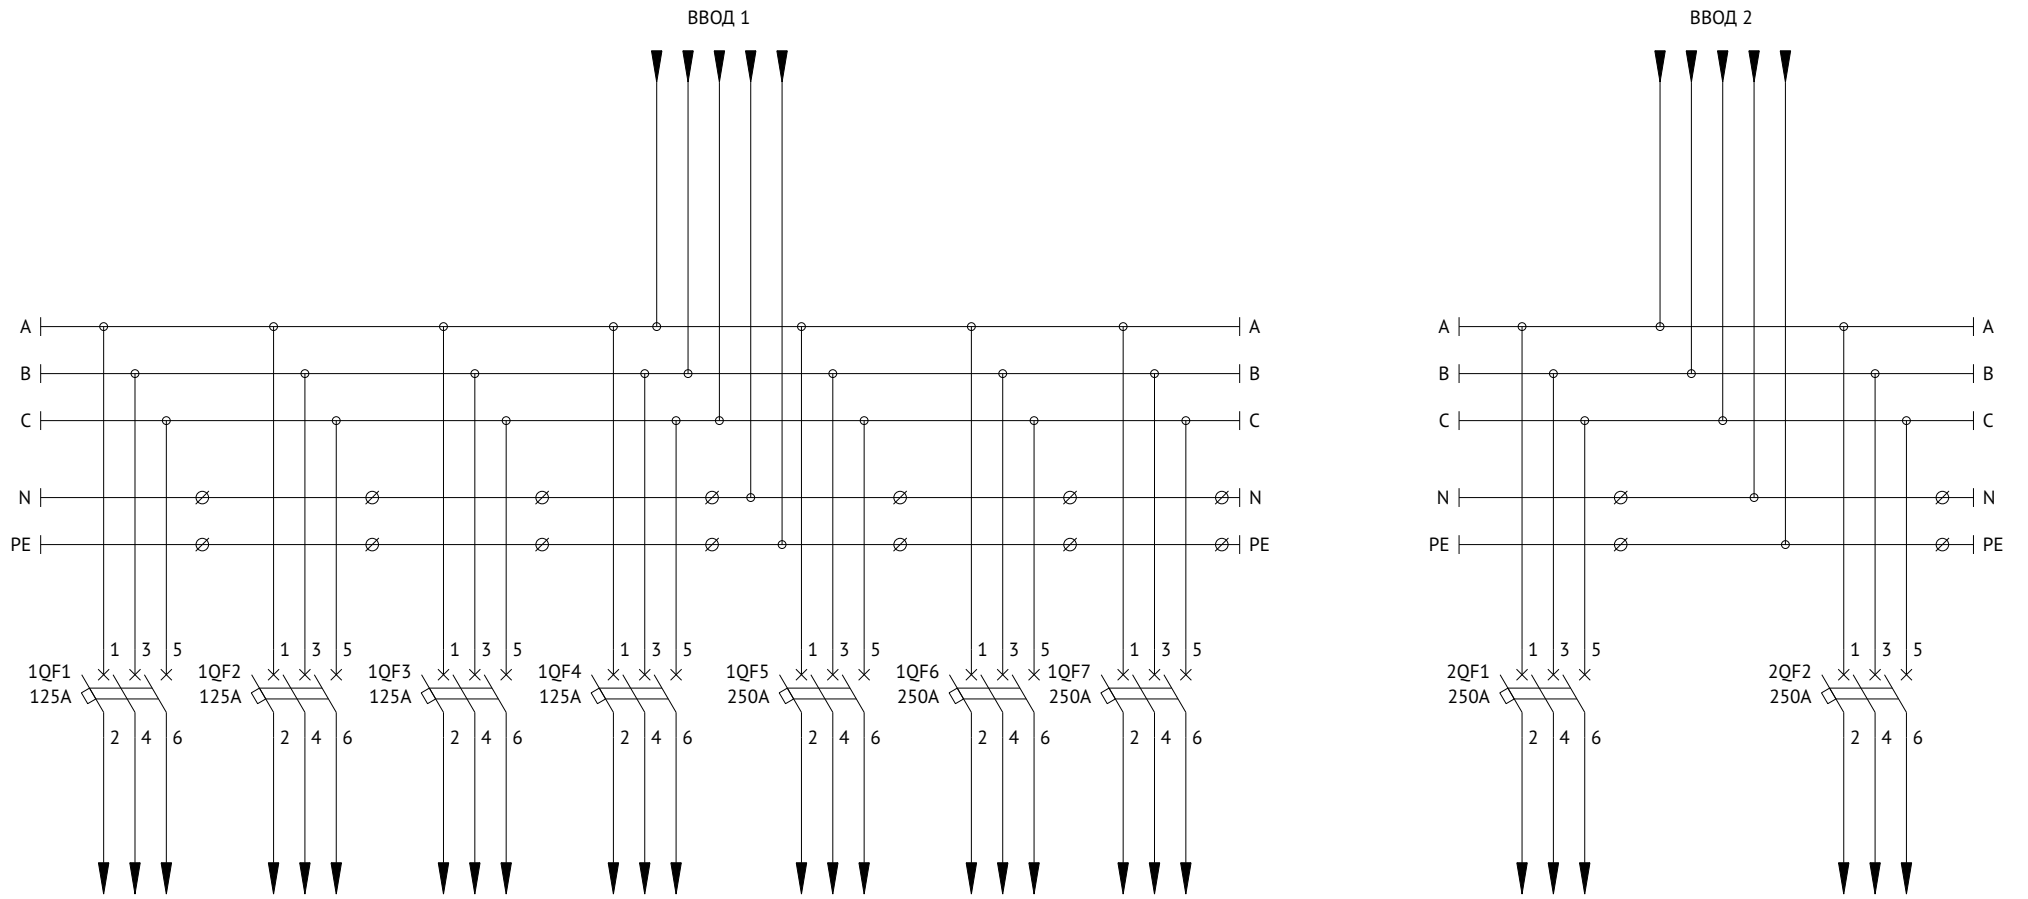 ВВОД 1 ВВОД 2
A A A A
B B B B
C C C C
N N N N
PE PE PE PE
1 3 5 1 3 5 1 3 5 1 3 5 1 3 5 1 3 5 1 3 5 1 3 5 1 3 5
1QF1 1QF2 1QF3 1QF4 1QF5 1QF6 1QF7 2QF1 2QF2
125A 125A 125A 125A 250A 250A 250A 250A 250A
2 4 6 2 4 6 2 4 6 2 4 6 2 4 6 2 4 6 2 4 6 2 4 6 2 4 6